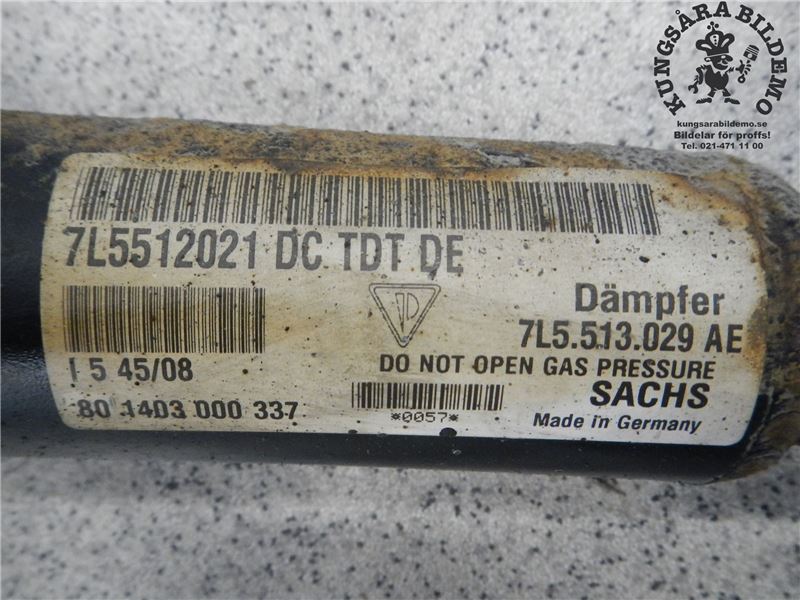 KUNGSÅRA BILDEMO
kungsarabildemo.se
Bildelar för proffs!
Tel. 021-471 11 00
7L5512021 DC TDT DE
Dämpfer
7L5.513.029 AE
I 5 45/08
DO NOT OPEN GAS PRESSURE
SACHS
80 1403 000 337
*0057*
Made in Germany